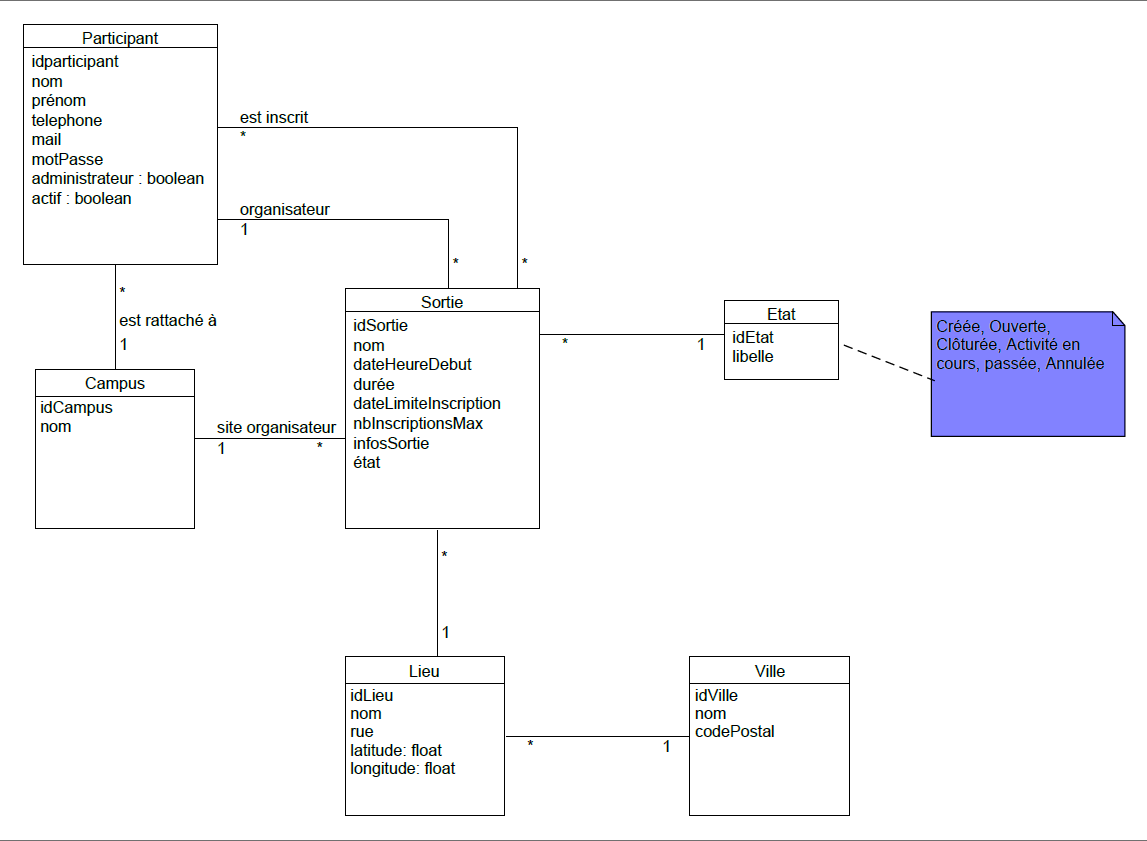 Participant
idparticipant
nom
prénom
telephone
mail
motPasse
administrateur : boolean
actif : boolean
est inscrit
*
organisateur
1
*
*
*
est rattaché à
1
Campus
idCampus
nom
site organisateur
1
*
Sortie
idSortie
nom
dateHeureDebut
durée
dateLimiteInscription
nbInscriptionsMax
infosSortie
état
*
1
Etat
idEtat
libelle
Créée, Ouverte,
Clôturée, Activité en
cours, passée, Annulée
*
1
Lieu
idLieu
nom
rue
latitude: float
longitude: float
*
1
Ville
idVille
nom
codePostal